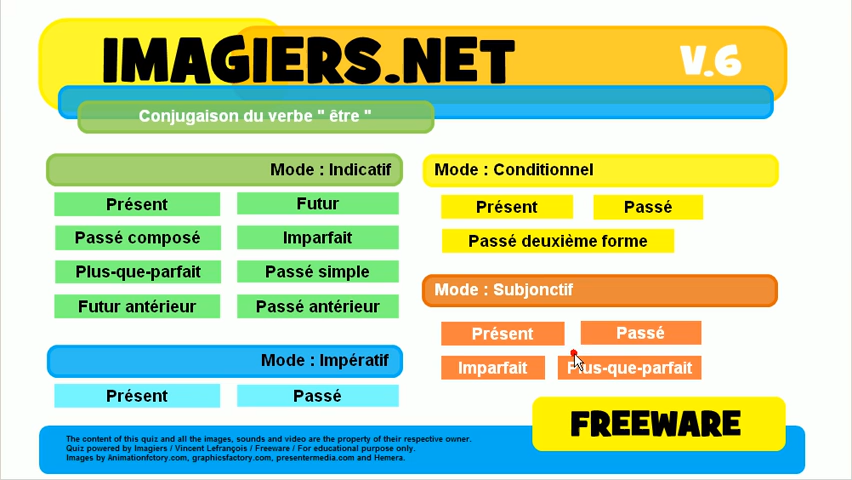 IMAGIERS.NET
V.6
Conjugaison du verbe " être "
Mode : Indicatif
Présent
Futur
Passé composé
Imparfait
Plus-que-parfait
Passé simple
Futur antérieur
Passé antérieur
Mode : Impératif
Présent
Passé
Mode : Conditionnel
Présent
Passé
Passé deuxième forme
Mode : Subjonctif
Présent
Passé
Imparfait
Plus-que-parfait
FREEWARE
The content of this quiz and all the images, sounds and video are the property of their respective owner.
Quiz powered by Imagiers / Vincent Lefrançois / Freeware / For educational purpose only.
Images by Animationfctory.com, graphicsfactory.com, presentermedia.com and Hemera.